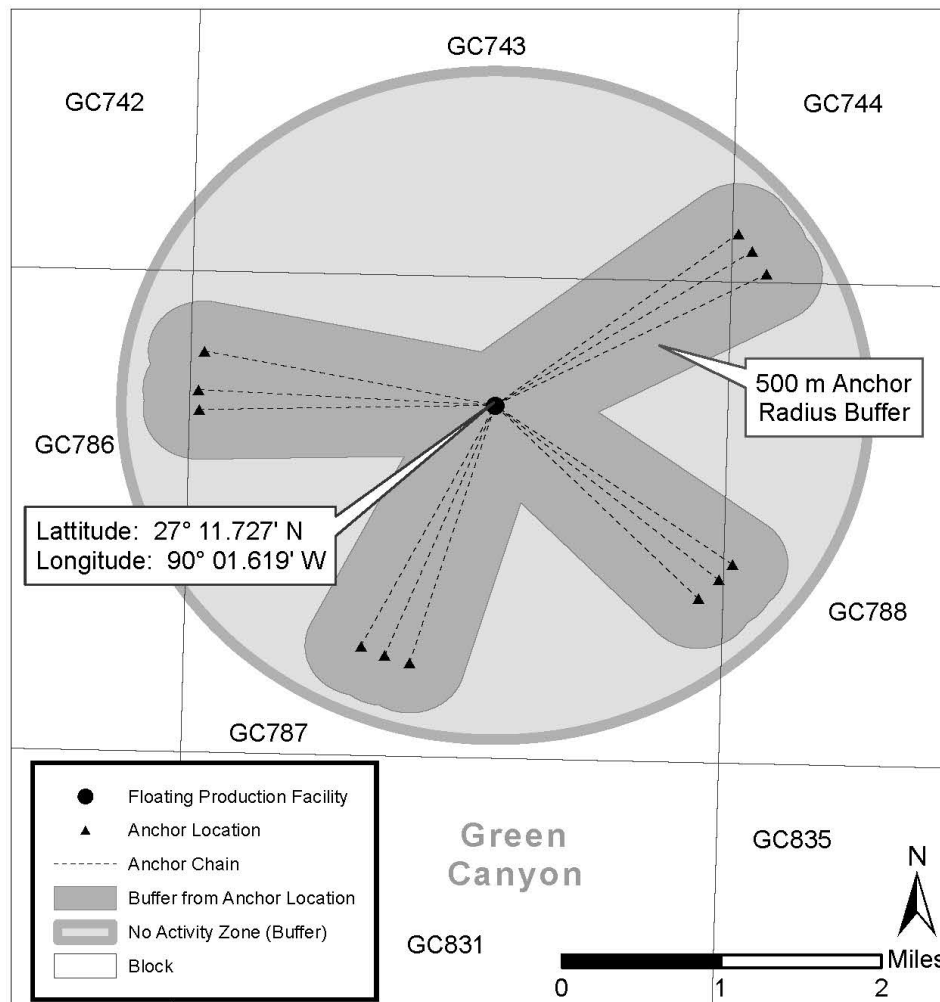 GC743
GC742
GC744
500 m Anchor
Radius Buffer
GC786
Lattitude: 27° 11.727' N
Longitude: 90° 01.619' W
GC788
GC787
Floating Production Facility
Anchor Location
Anchor Chain
Buffer from Anchor Location
No Activity Zone (Buffer)
Block
Green
Canyon
GC835
N
GC831
Miles
0 1 2